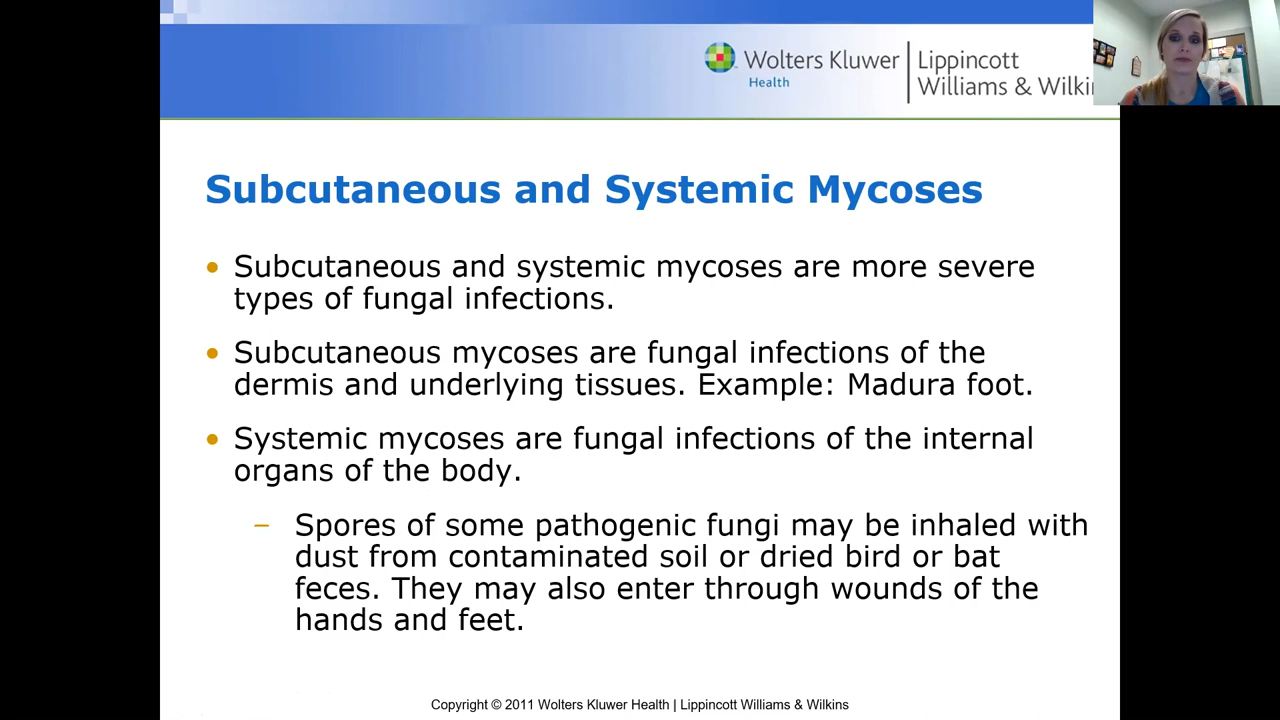 Wolters Kluwer
Health
Lippincott
Williams & Wilki
Subcutaneous and Systemic Mycoses
• Subcutaneous and systemic mycoses are more severe
types of fungal infections.
• Subcutaneous mycoses are fungal infections of the
dermis and underlying tissues. Example: Madura foot.
• Systemic mycoses are fungal infections of the internal
organs of the body.
– Spores of some pathogenic fungi may be inhaled with
dust from contaminated soil or dried bird or bat
feces. They may also enter through wounds of the
hands and feet.
Copyright © 2011 Wolters Kluwer Health | Lippincott Williams & Wilkins